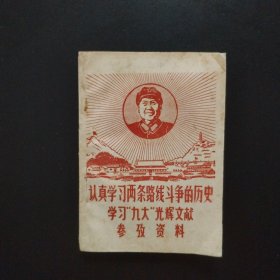 认真学习两条路线斗争的历史
学习“九大”光辉文献
参孜资料